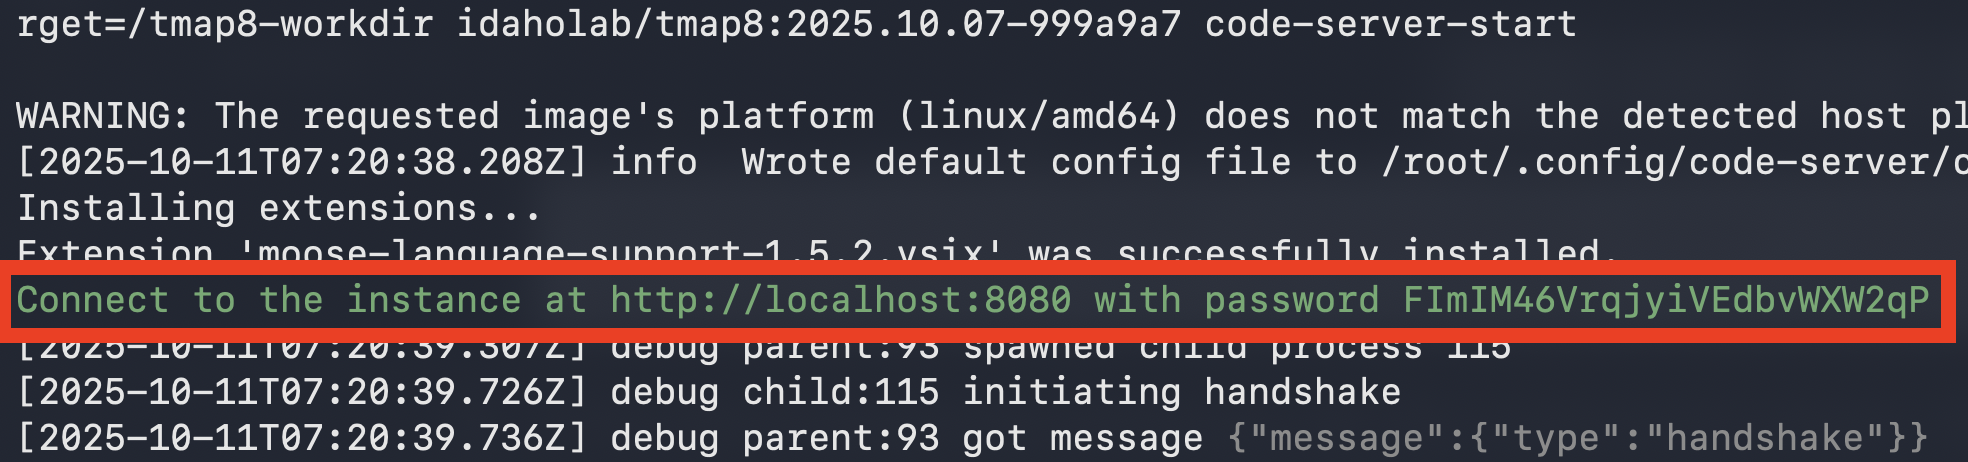 rget=/tmap8-workdir idaholab/tmap8:2025.10.07-999a9a7 code-server-start
WARNING: The requested image's platform (linux/amd64) does not match the detected host pl
[2025-10-11T07:20:38.208Z] info  Wrote default config file to /root/.config/code-server/c
Installing extensions...
Extension 'moose-language-support-1.5.2.vsix' was successfully installed.
Connect to the instance at http://localhost:8080 with password FImIM46VrqjyiVEdbvWXW2qP
[2025-10-11T07:20:39.307Z] debug parent:93 spawned child process 115
[2025-10-11T07:20:39.726Z] debug child:115 initiating handshake
[2025-10-11T07:20:39.736Z] debug parent:93 got message {"message":{"type":"handshake"}}